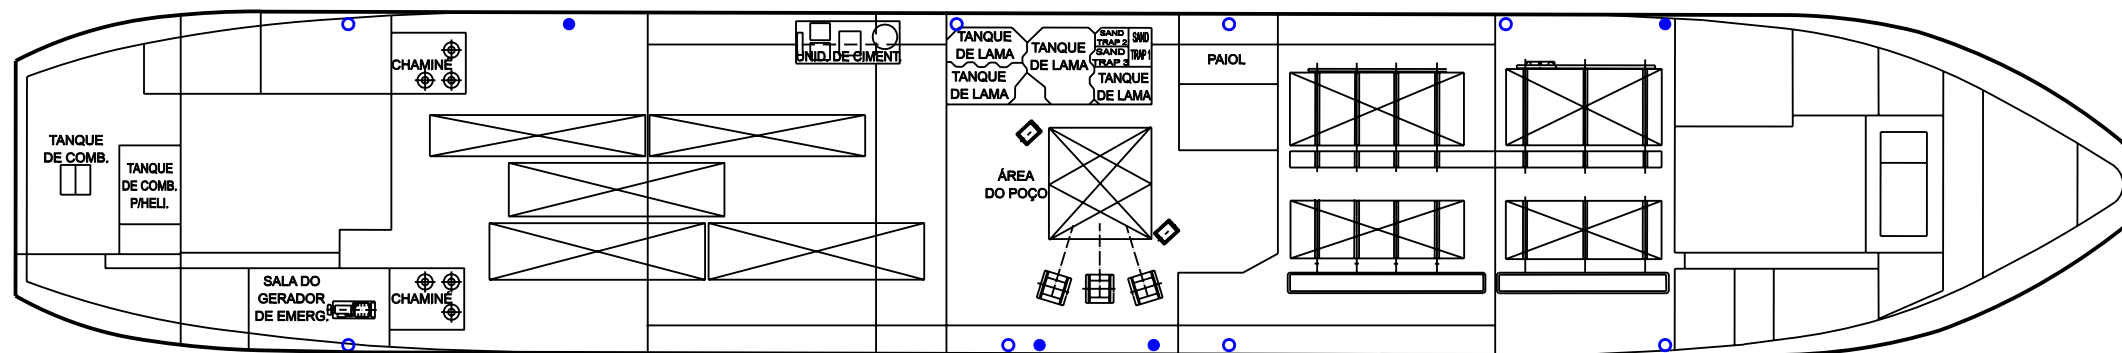 CHAMINÉ
UNID. DE CIMENT.
TANQUE
DE LAMA
TANQUE
DE LAMA
TANQUE
DE LAMA
SAND
TRAP 2
SAND
TRAP 3
SAND
TRAP 1
TANQUE
DE LAMA
PAIOL
TANQUE
DE COMB.
TANQUE
DE COMB.
P/HELI.
ÁREA
DO POÇO
SALA DO
GERADOR
DE EMERG.
CHAMINÉ